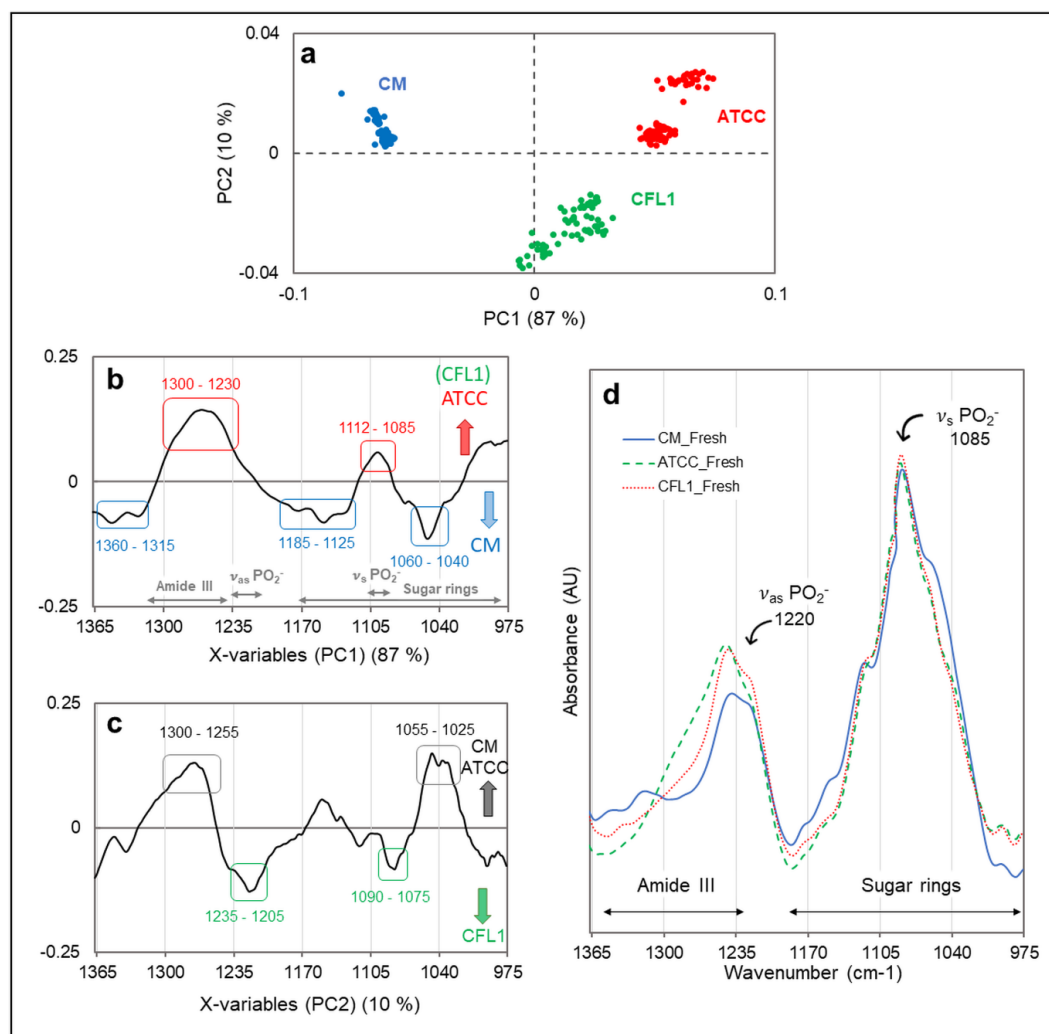 a
0.04
0
-0.04
PC2 (10 %)
CM
ATCC
CFL1
-0.1
0
0.1
PC1 (87 %)
b
0.25
0
-0.25
1300 - 1230
1112 - 1085
(CFL1)
ATCC
1360 - 1315
1185 - 1125
1060 - 1040
CM
Amide III
νas PO2-
νs PO2-
Sugar rings
1365
1300
1235
1170
1105
1040
975
X-variables (PC1) (87 %)
c
0.25
0
-0.25
1300 - 1255
1055 - 1025
CM
ATCC
1235 - 1205
1090 - 1075
CFL1
1365
1300
1235
1170
1105
1040
975
X-variables (PC2) (10 %)
d
CM_Fresh
ATCC_Fresh
CFL1_Fresh
νs PO2-
1085
νas PO2-
1220
Absorbance (AU)
Amide III
Sugar rings
1365
1300
1235
1170
1105
1040
975
Wavenumber (cm-1)